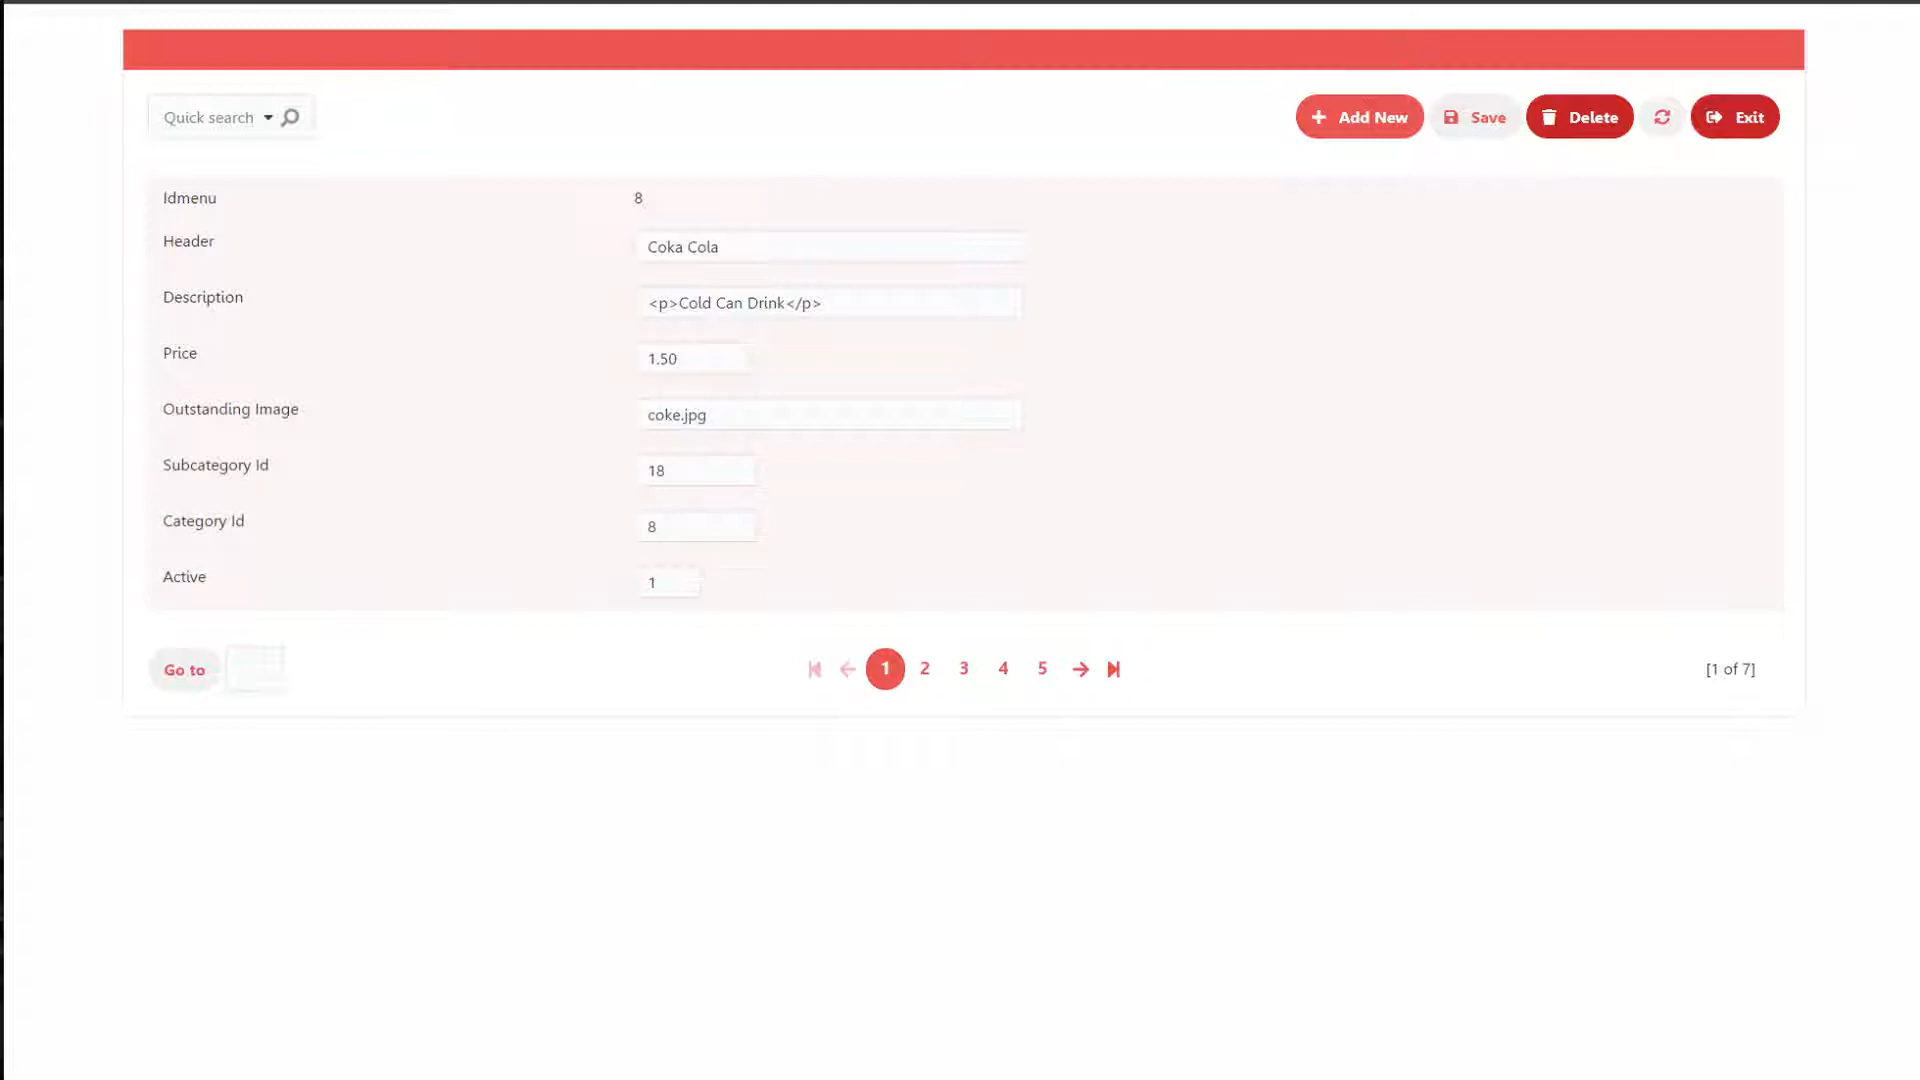 Quick search
Add New
Save
Delete
Exit
Idmenu 8
Header Coka Cola
Description <p>Cold Can Drink</p>
Price 1.50
Outstanding Image coke.jpg
Subcategory Id 18
Category Id 8
Active 1
Go to 1 2 3 4 5 [1 of 7]